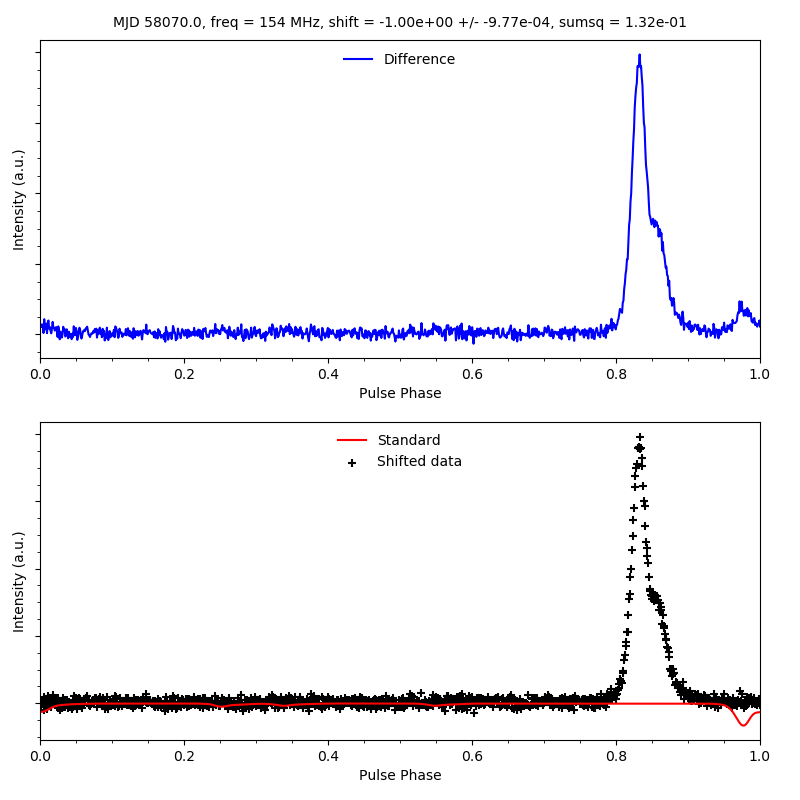 MJD 58070.0, freq = 154 MHz, shift = -1.00e+00 +/- -9.77e-04, sumsq = 1.32e-01
Difference
Intensity (a.u.)
0.0 0.2 0.4 0.6 0.8 1.0
Pulse Phase
Standard
Shifted data
Intensity (a.u.)
0.0 0.2 0.4 0.6 0.8 1.0
Pulse Phase